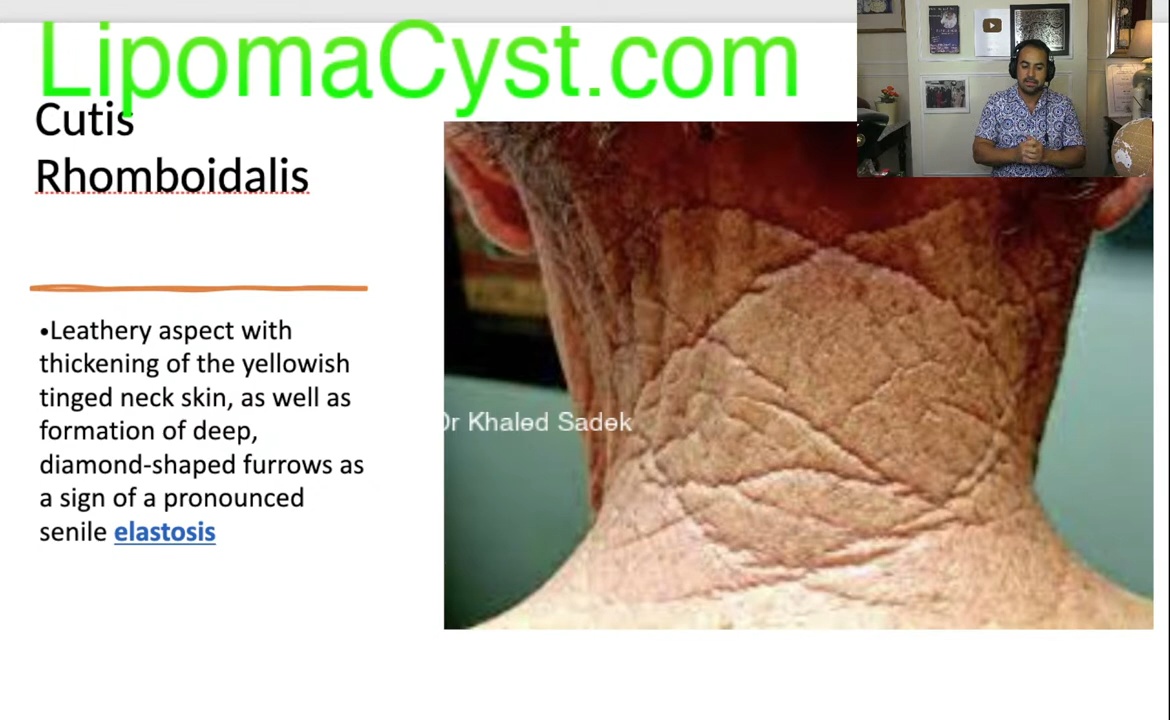 LipomaCyst.com
Cutis
Rhomboidalis
•Leathery aspect with
thickening of the yellowish
tinged neck skin, as well as
formation of deep,
diamond-shaped furrows as
a sign of a pronounced
senile elastosis
Dr Khaled Sadek